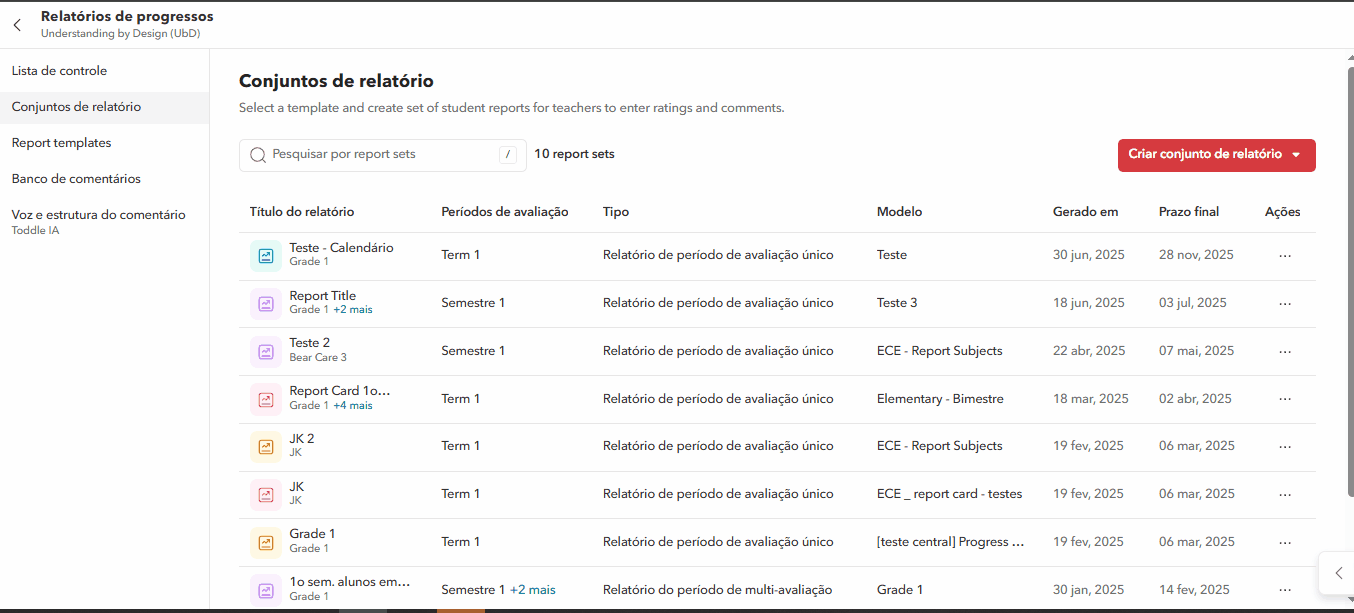 Relatórios de progressos
Understanding by Design (UbD)
Lista de controle
Conjuntos de relatório
Report templates
Banco de comentários
Voz e estrutura do comentário
Toddle IA
Conjuntos de relatório
Select a template and create set of student reports for teachers to enter ratings and comments.
Pesquisar por report sets / 10 report sets Criar conjunto de relatório
Título do relatório Períodos de avaliação Tipo Modelo Gerado em Prazo final Ações
Teste - Calendário
Grade 1
Term 1 Relatório de período de avaliação único Teste 30 jun, 2025 28 nov, 2025 ...
Report Title
Grade 1 +2 mais
Semestre 1 Relatório de período de avaliação único Teste 3 18 jun, 2025 03 jul, 2025 ...
Teste 2
Bear Care 3
Semestre 1 Relatório de período de avaliação único ECE - Report Subjects 22 abr, 2025 07 mai, 2025 ...
Report Card 1o...
Grade 1 +4 mais
Term 1 Relatório de período de avaliação único Elementary - Bimestre 18 mar, 2025 02 abr, 2025 ...
JK 2
JK
Term 1 Relatório de período de avaliação único ECE - Report Subjects 19 fev, 2025 06 mar, 2025 ...
JK
JK
Term 1 Relatório de período de avaliação único ECE _ report card - testes 19 fev, 2025 06 mar, 2025 ...
Grade 1
Grade 1
Term 1 Relatório de período de avaliação único [teste central] Progress ... 19 fev, 2025 06 mar, 2025 ...
1o sem. alunos em...
Grade 1
Semestre 1 +2 mais Relatório do período de multi-avaliação Grade 1 30 jan, 2025 14 fev, 2025 ...